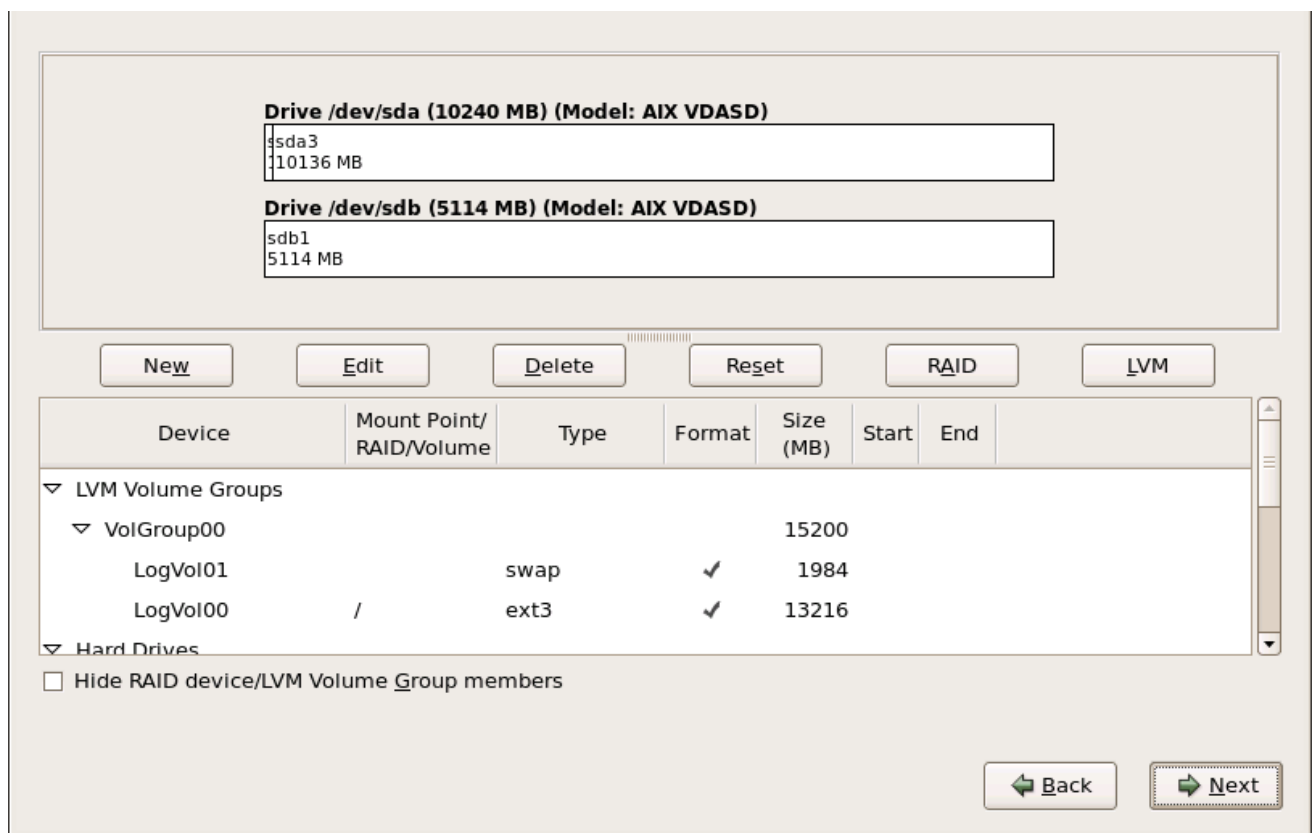 Drive /dev/sda (10240 MB) (Model: AIX VDASD)
sda3
10136 MB
Drive /dev/sdb (5114 MB) (Model: AIX VDASD)
sdb1
5114 MB
New Edit Delete Reset RAID LVM
Device Mount Point/ RAID/Volume Type Format Size (MB) Start End
LVM Volume Groups
VolGroup00 15200
LogVol01 swap 1984
LogVol00 / ext3 13216
Hard Drives
Hide RAID device/LVM Volume Group members
Back Next